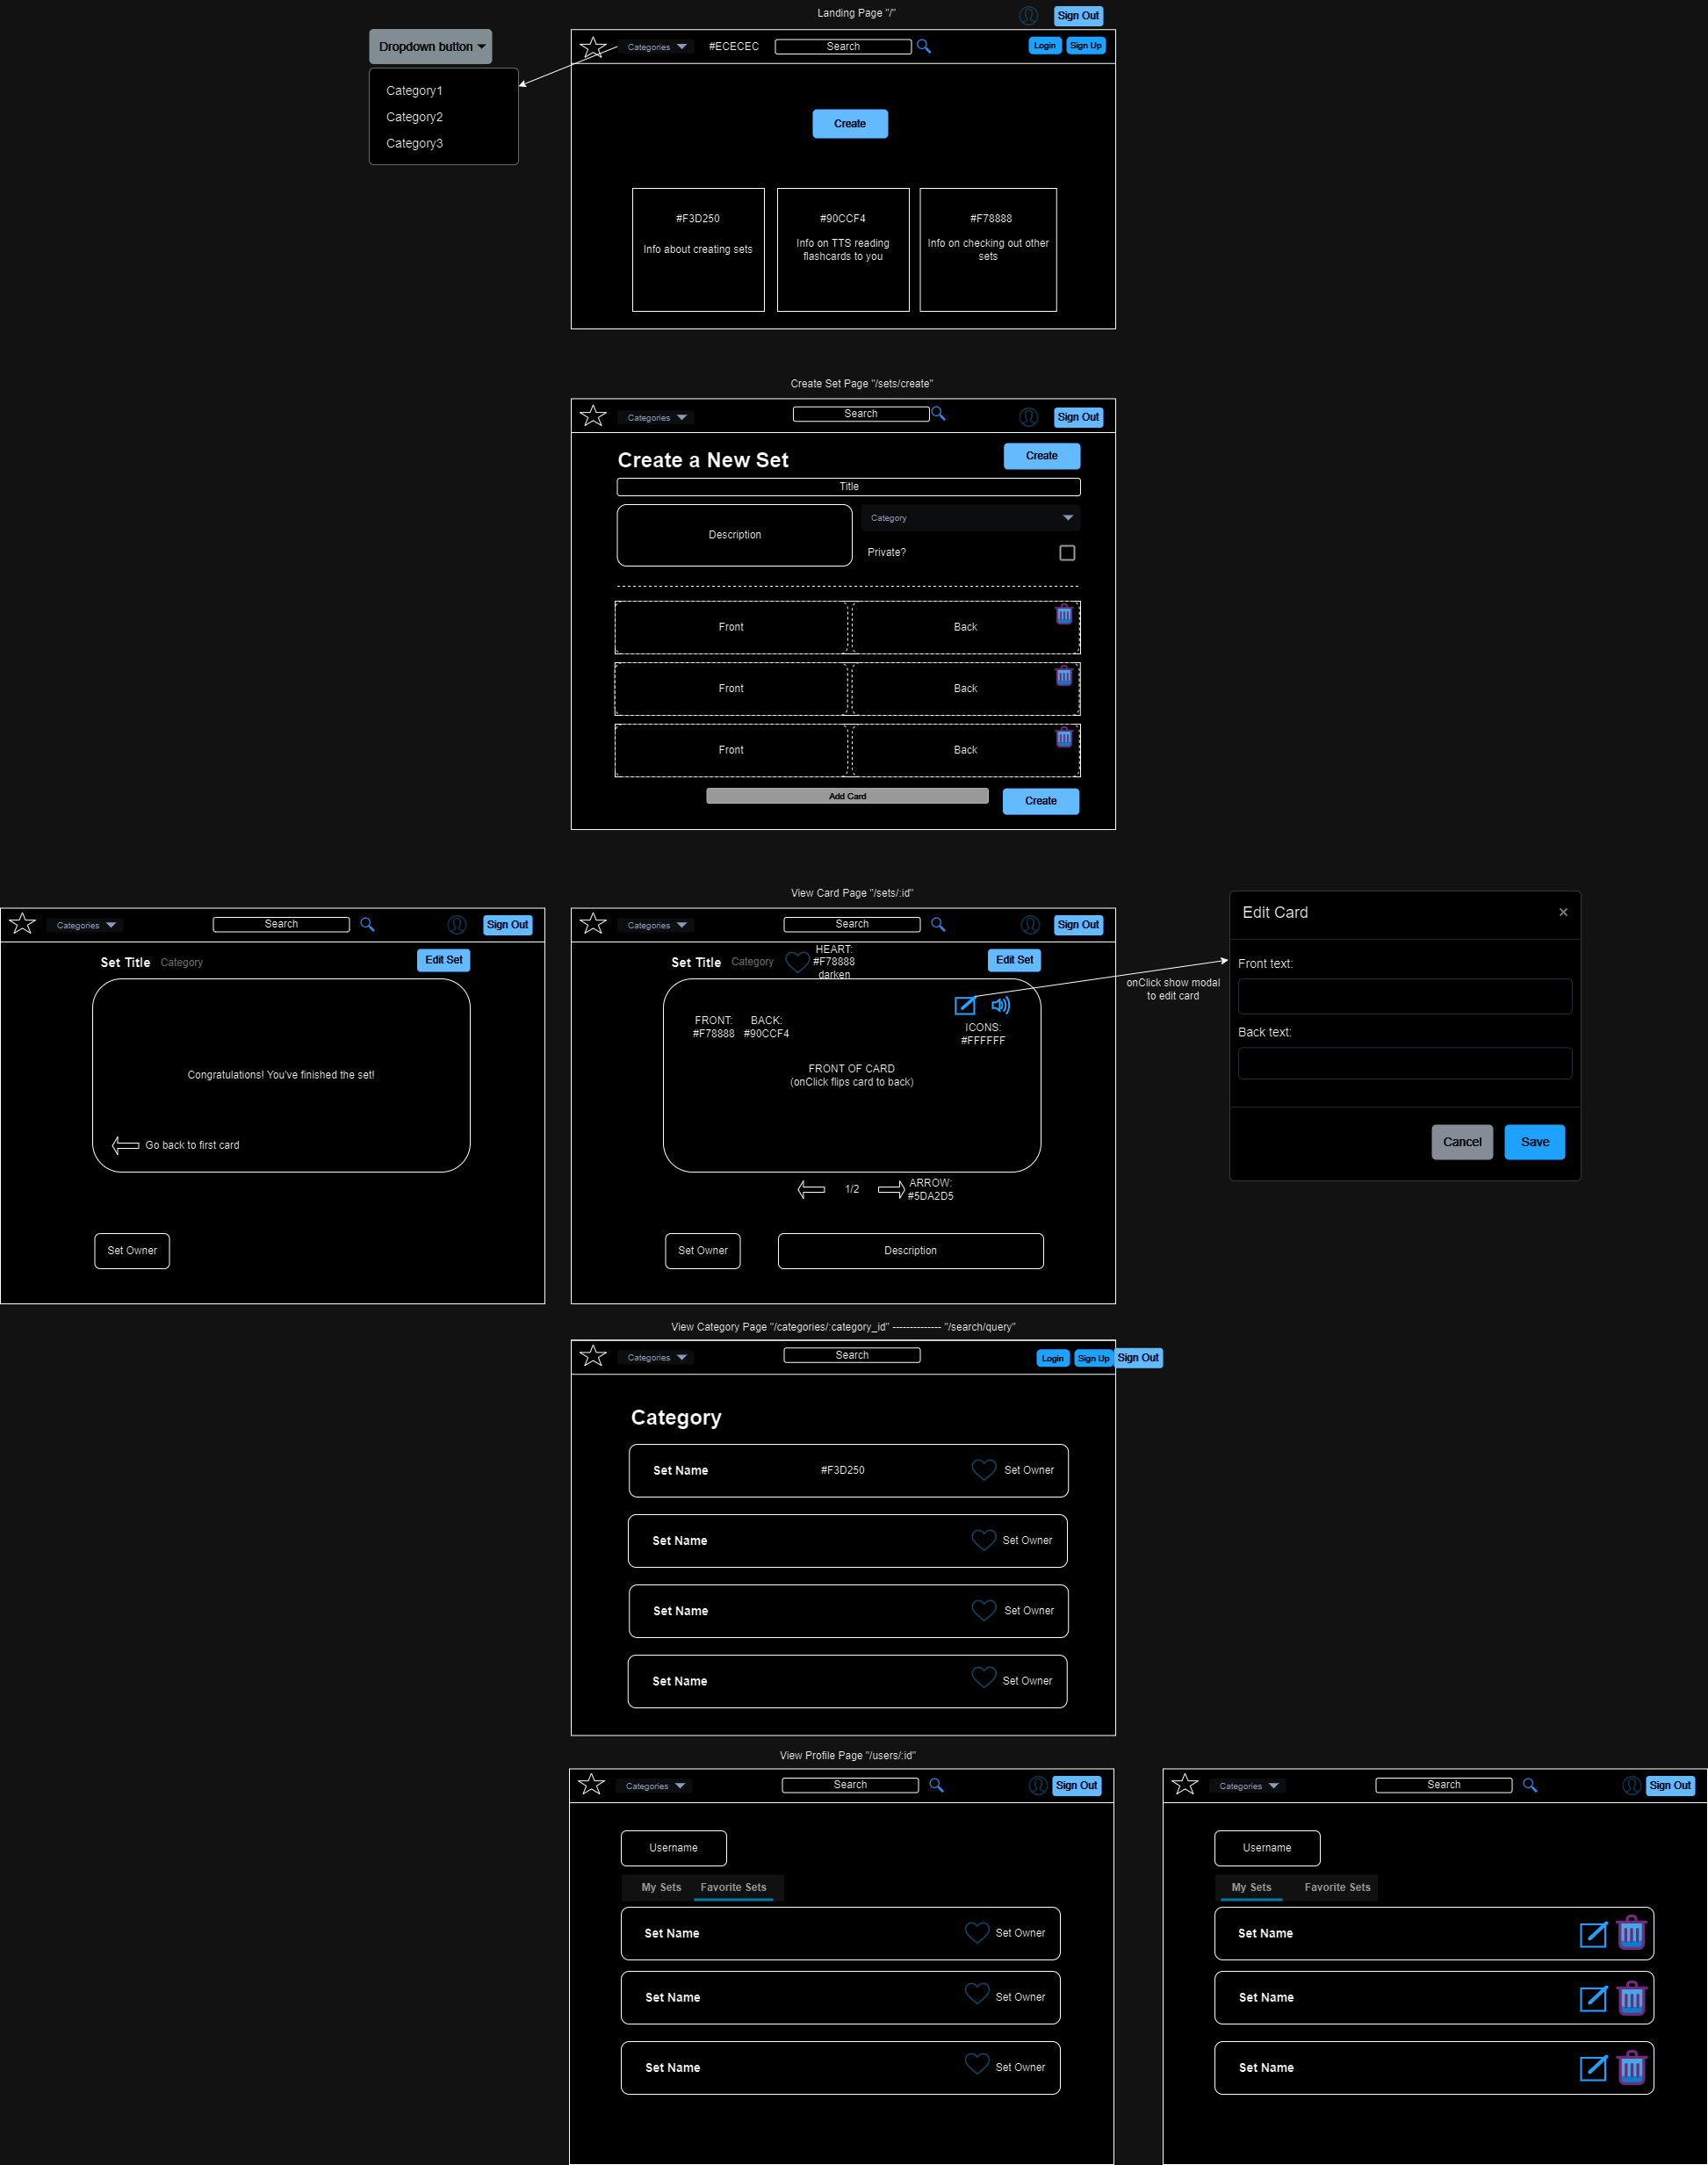 Landing Page "/"
Sign Out
Dropdown button
Category1
Category2
Category3
Categories
#ECECEC
Search
Login
Sign Up
Create
#F3D250
Info about creating sets
#90CCF4
Info on TTS reading
flashcards to you
#F78888
Info on checking out other
sets
Create Set Page "/sets/create"
Categories
Search
Sign Out
Create a New Set
Create
Title
Description
Category
Private?
Front
Back
Front
Back
Front
Back
Add Card
Create
View Card Page "/sets/:id"
Categories
Search
Sign Out
Set Title
Category
Edit Set
Congratulations! You've finished the set!
Go back to first card
Set Owner
Categories
Search
Sign Out
Set Title
Category
HEART:
#F78888
darken
Edit Set
FRONT:
#F78888
BACK:
#90CCF4
ICONS:
#FFFFFF
FRONT OF CARD
(onClick flips card to back)
1/2
ARROW:
#5DA2D5
Set Owner
Description
onClick show modal
to edit card
Edit Card
×
Front text:
Back text:
Cancel
Save
View Category Page "/categories/:category_id" -------------- "/search/query"
Categories
Search
Login
Sign Up
Sign Out
Category
Set Name
#F3D250
Set Owner
Set Name
Set Owner
Set Name
Set Owner
Set Name
Set Owner
View Profile Page "/users/:id"
Categories
Search
Sign Out
Username
My Sets
Favorite Sets
Set Name
Set Owner
Set Name
Set Owner
Set Name
Set Owner
Categories
Search
Sign Out
Username
My Sets
Favorite Sets
Set Name
Set Name
Set Name